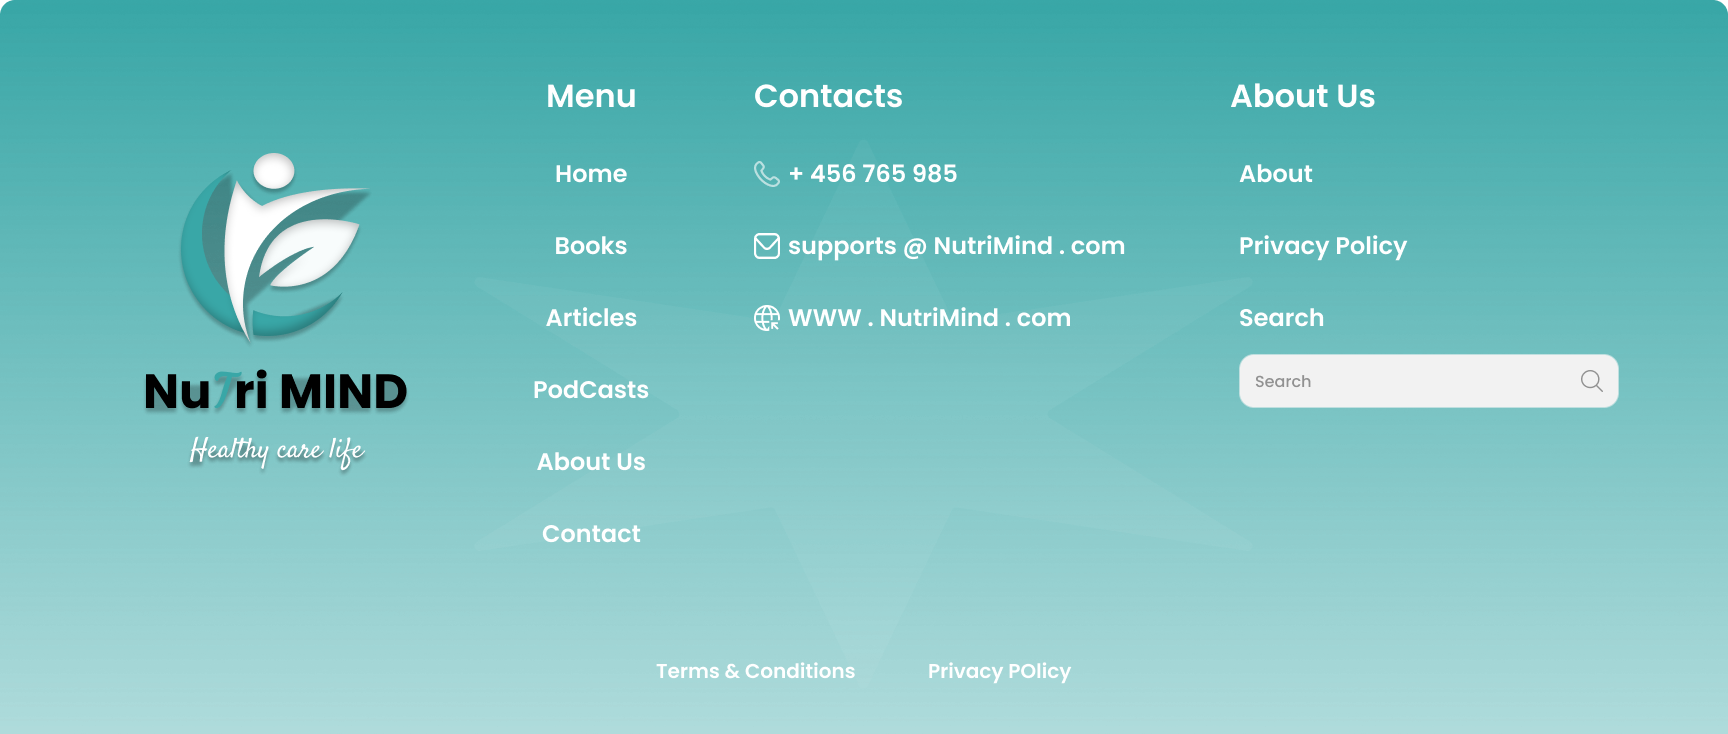 NuTri MIND
Healthy care life
Menu
Home
Books
Articles
PodCasts
About Us
Contact
Contacts
+ 456 765 985
supports @ NutriMind . com
WWW . NutriMind . com
About Us
About
Privacy Policy
Search
Search
Terms & Conditions
Privacy POlicy